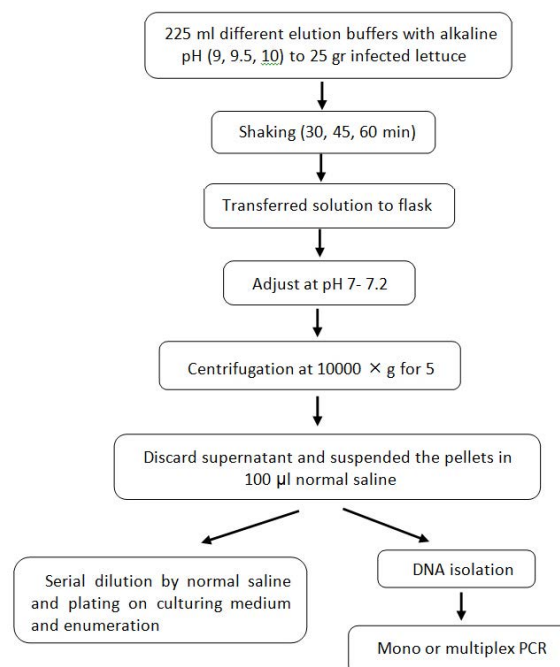 225 ml different elution buffers with alkaline
pH (9, 9.5, 10) to 25 gr infected lettuce
Shaking (30, 45, 60 min)
Transferred solution to flask
Adjust at pH 7- 7.2
Centrifugation at 10000 × g for 5
Discard supernatant and suspended the pellets in
100 µl normal saline
Serial dilution by normal saline
and plating on culturing medium
and enumeration
DNA isolation
Mono or multiplex PCR